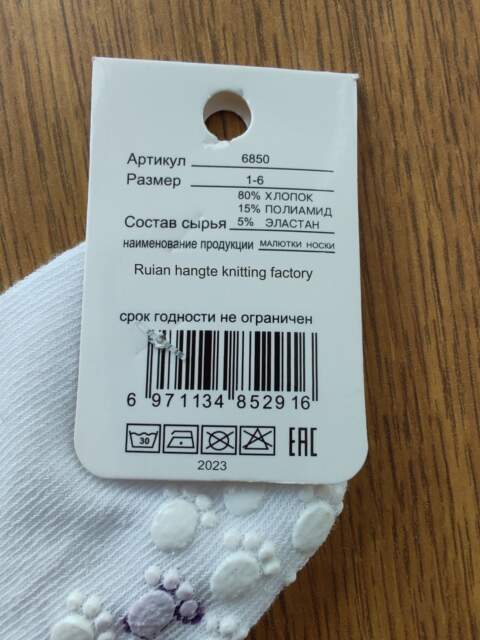 Артикул 6850
Размер 1-6
80% ХЛОПОК
15% ПОЛИАМИД
Состав сырья 5% ЭЛАСТАН
наименование продукции МАЛЮТКИ НОСКИ
Ruian hangte knitting factory
срок годности не ограничен
6 971134 852916
30 EAC
2023